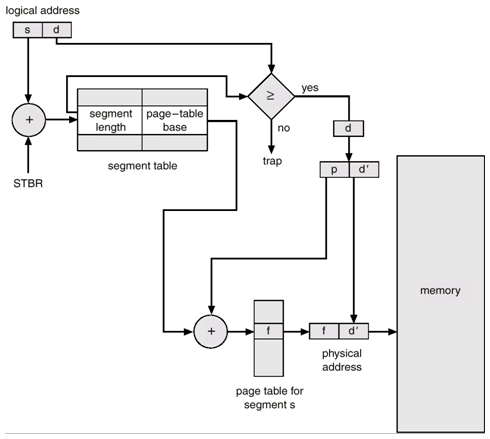 logical address
s d
≥
yes
segment length
page–table base
+
d
no
trap
segment table
p d′
STBR
memory
+
f
f d′
physical address
page table for segment s